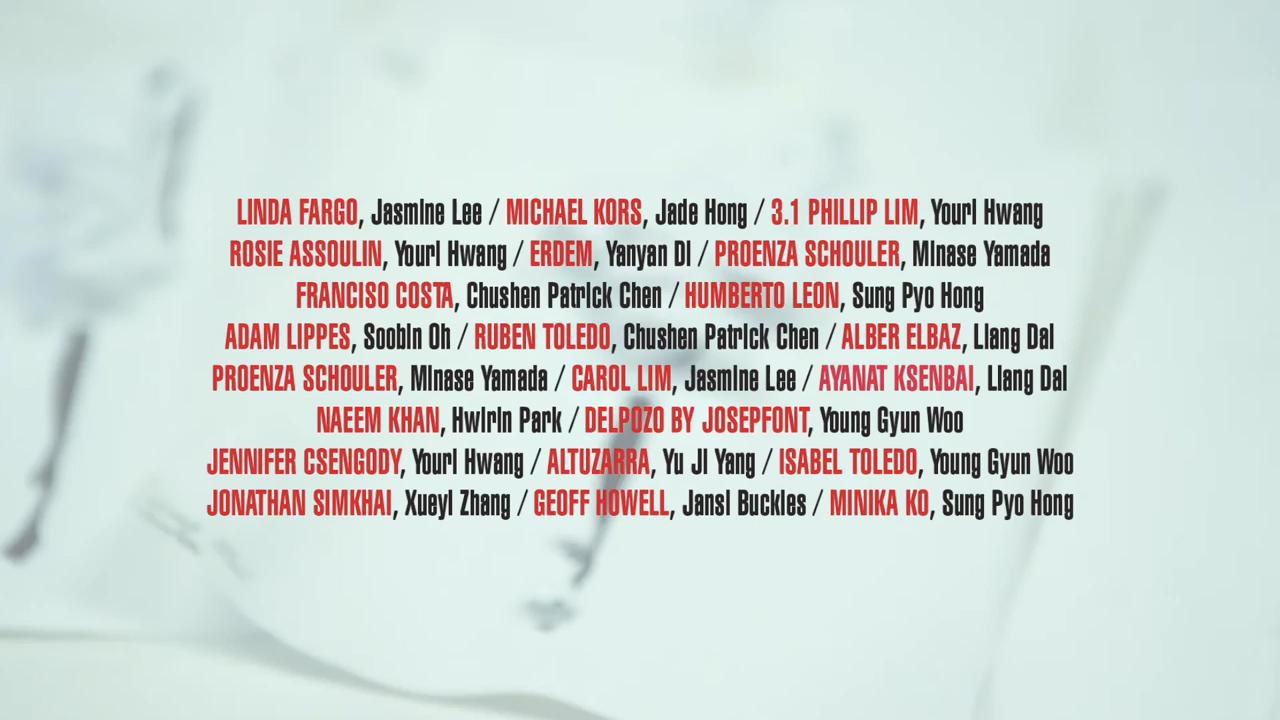 LINDA FARGO, Jasmine Lee / MICHAEL KORS, Jade Hong / 3.1 PHILLIP LIM, Youri Hwang
ROSIE ASSOULIN, Youri Hwang / ERDEM, Yanyan Di / PROENZA SCHOULER, Minase Yamada
FRANCISO COSTA, Chushen Patrick Chen / HUMBERTO LEON, Sung Pyo Hong
ADAM LIPPES, Soobin Oh / RUBEN TOLEDO, Chushen Patrick Chen / ALBER ELBAZ, Liang Dai
PROENZA SCHOULER, Minase Yamada / CAROL LIM, Jasmine Lee / AYANAT KSENBAI, Liang Dai
NAEEM KHAN, Hwirin Park / DELPOZO BY JOSEPFONT, Young Gyun Woo
JENNIFER CSENGODY, Youri Hwang / ALTUZARRA, Yu Ji Yang / ISABEL TOLEDO, Young Gyun Woo
JONATHAN SIMKHAI, Xueyi Zhang / GEOFF HOWELL, Jansi Buckles / MINIKA KO, Sung Pyo Hong